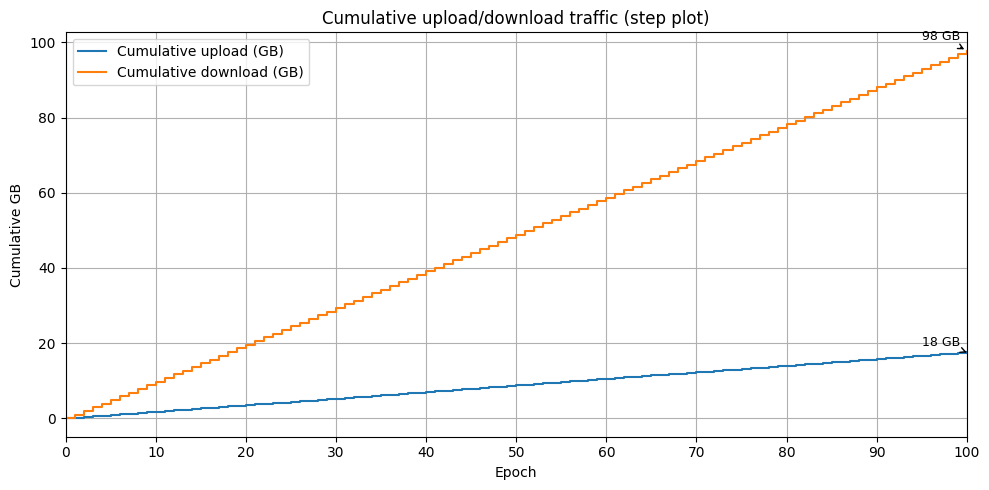 Cumulative upload/download traffic (step plot)
98 GB
Cumulative upload (GB)
Cumulative download (GB)
100
80
60
40
20
0
Cumulative GB
18 GB
0 10 20 30 40 50 60 70 80 90 100
Epoch